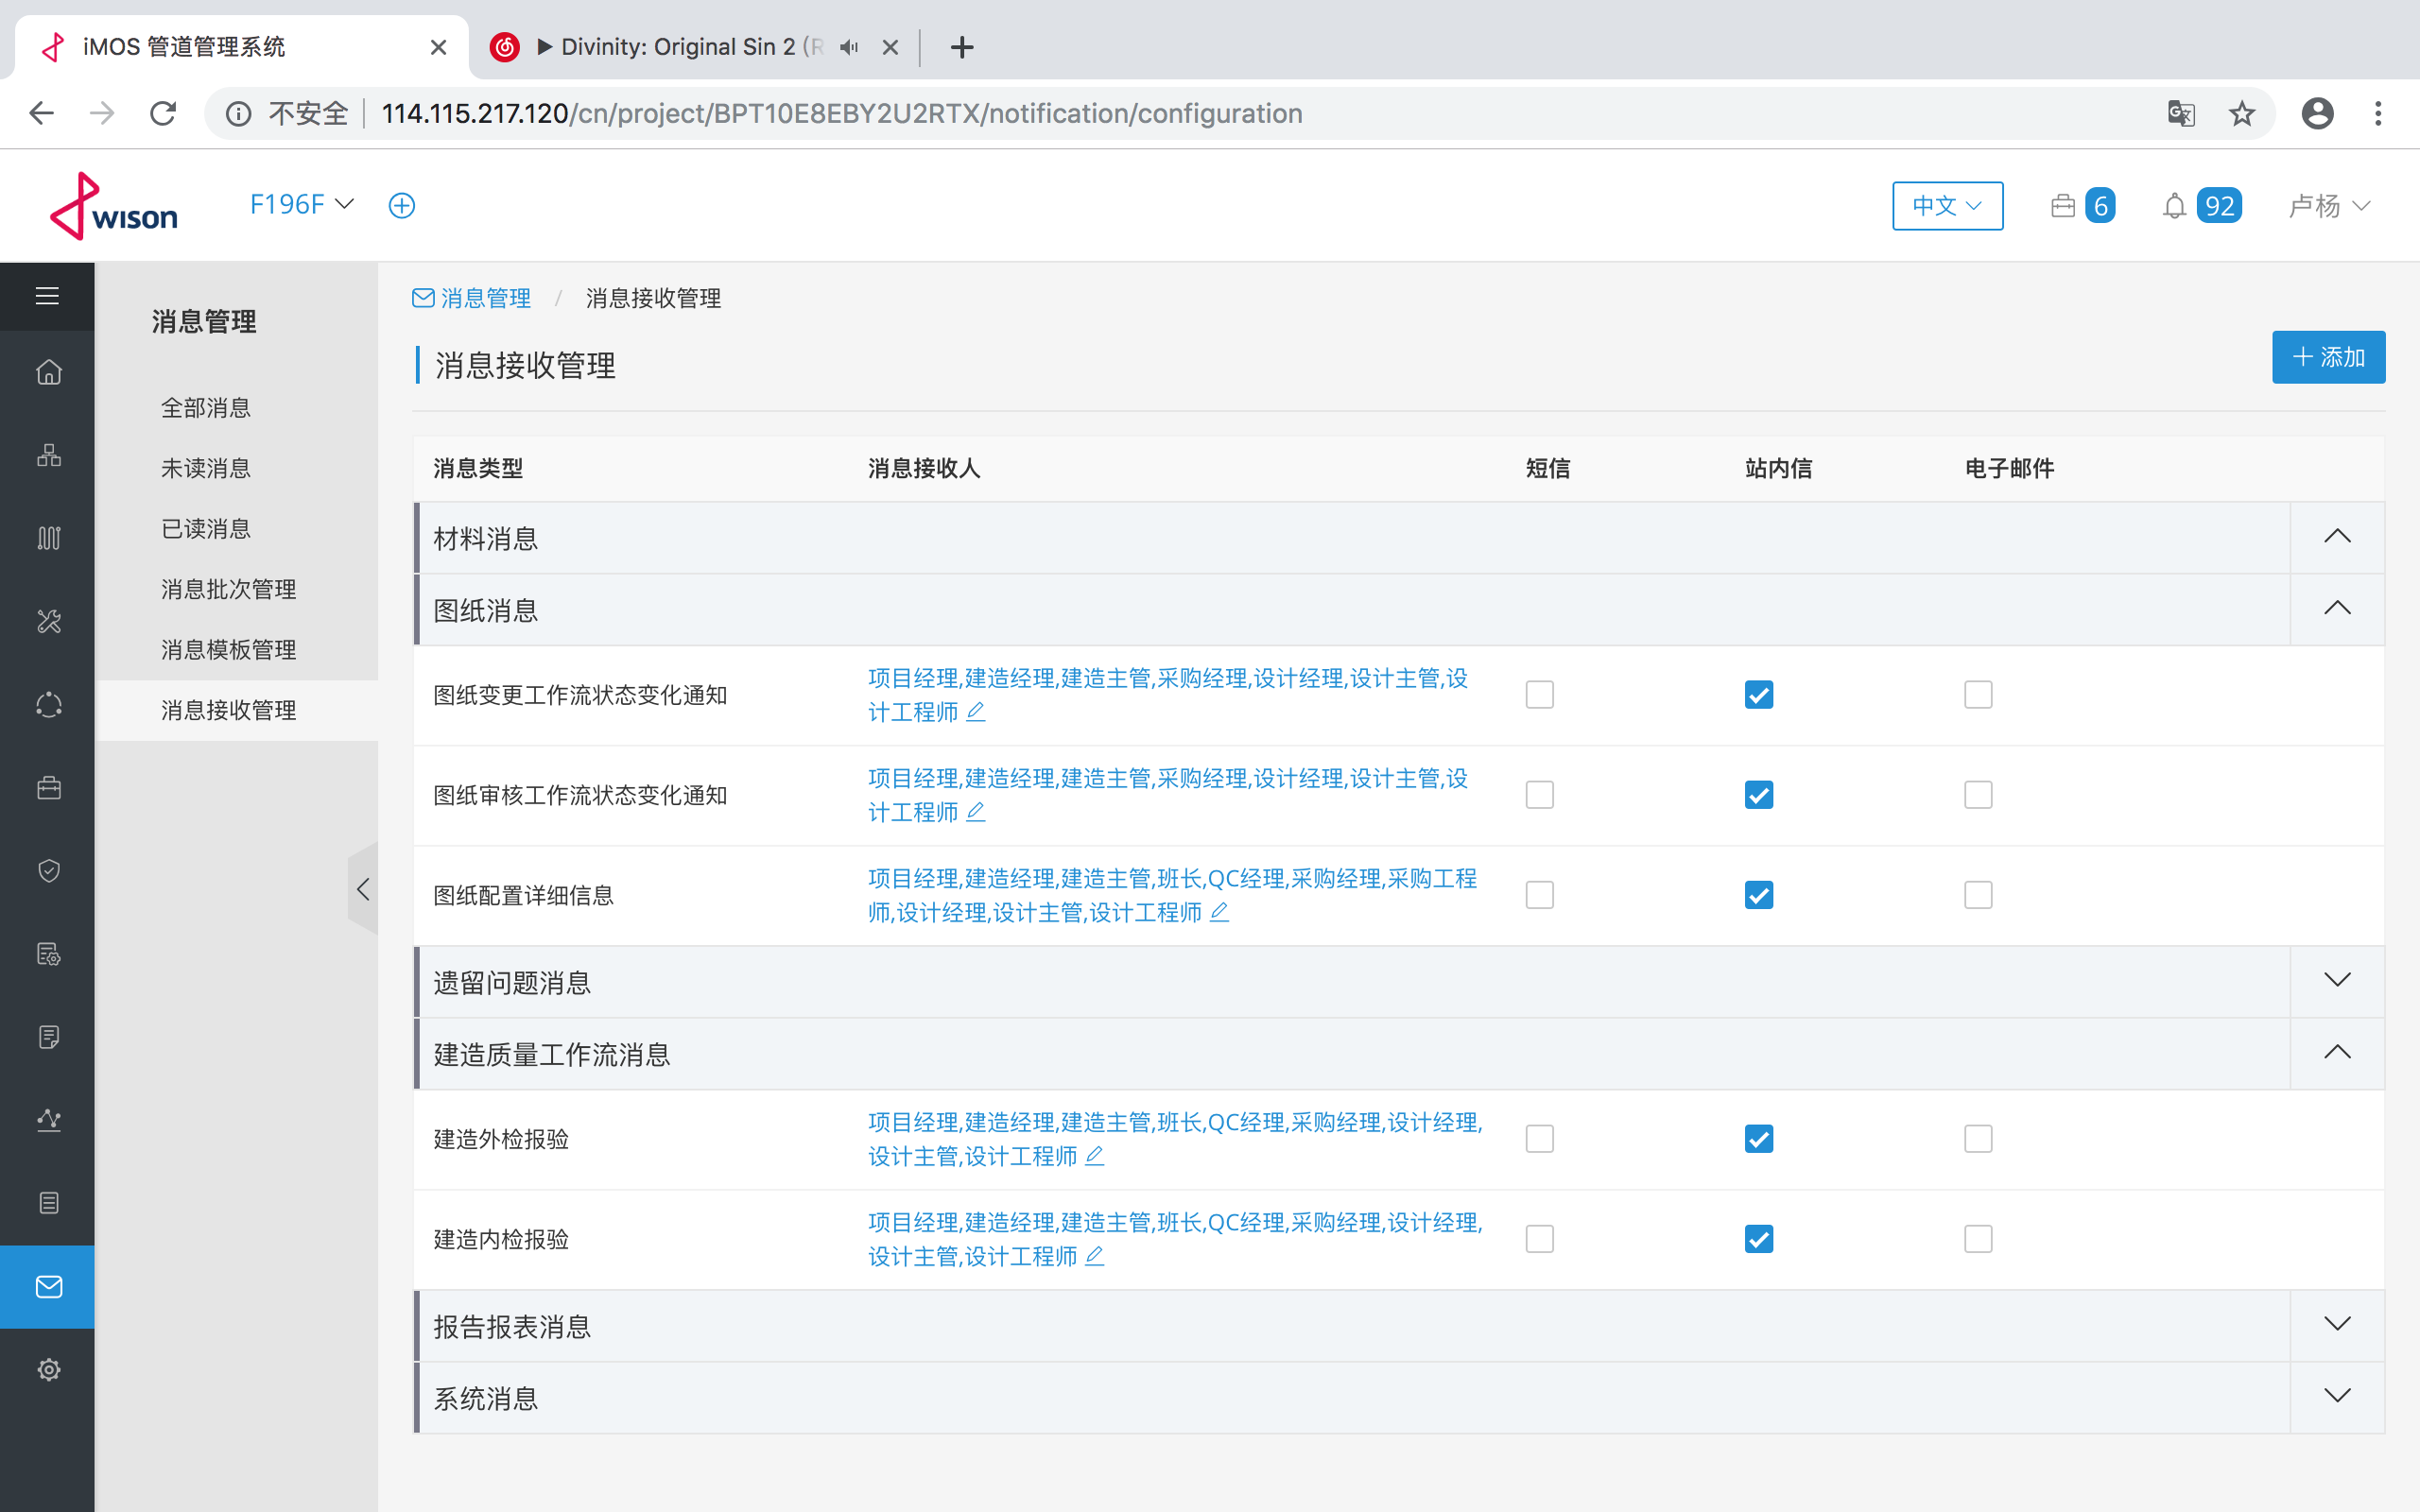 iMOS 管道管理系统
Divinity: Original Sin 2 (R
不安全
114.115.217.120/cn/project/BPT10E8EBY2U2RTX/notification/configuration
wison
F196F
中文
6
92
卢杨
消息管理
全部消息
未读消息
已读消息
消息批次管理
消息模板管理
消息接收管理
消息管理 / 消息接收管理
消息接收管理
添加
消息类型 消息接收人 短信 站内信 电子邮件
材料消息
图纸消息
图纸变更工作流状态变化通知
项目经理,建造经理,建造主管,采购经理,设计经理,设计主管,设
计工程师
图纸审核工作流状态变化通知
项目经理,建造经理,建造主管,采购经理,设计经理,设计主管,设
计工程师
图纸配置详细信息
项目经理,建造经理,建造主管,班长,QC经理,采购经理,采购工程
师,设计经理,设计主管,设计工程师
遗留问题消息
建造质量工作流消息
建造外检报验
项目经理,建造经理,建造主管,班长,QC经理,采购经理,设计经理,
设计主管,设计工程师
建造内检报验
项目经理,建造经理,建造主管,班长,QC经理,采购经理,设计经理,
设计主管,设计工程师
报告报表消息
系统消息